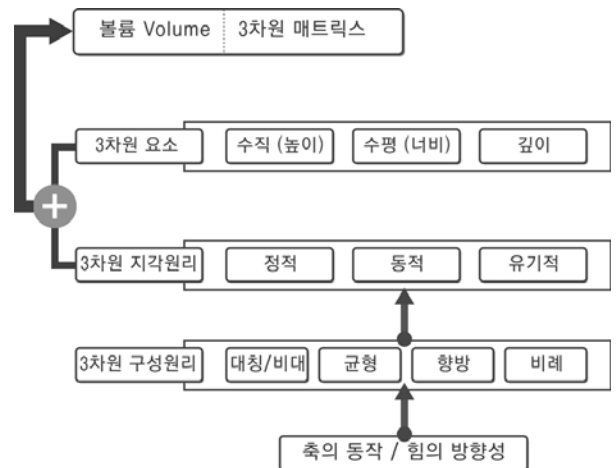 볼륨 Volume 3차원 매트릭스
3차원 요소 수직 (높이) 수평 (너비) 깊이
+
3차원 지각원리 정적 동적 유기적
3차원 구성원리 대칭/비대 균형 향방 비례
축의 동작 / 힘의 방향성